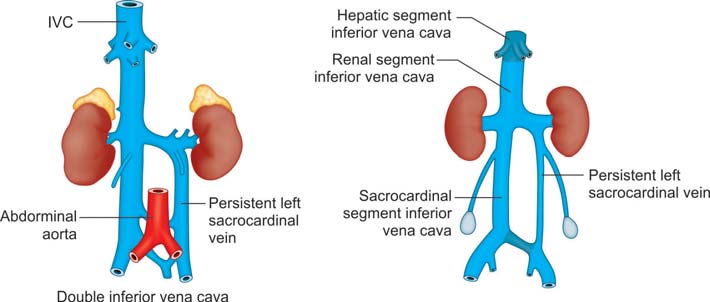 IVC
Abdorminal
aorta
Persistent left
sacrocardinal
vein
Double inferior vena cava
Hepatic segment
inferior vena cava
Renal segment
inferior vena cava
Sacrocardinal
segment inferior
vena cava
Persistent left
sacrocardinal vein